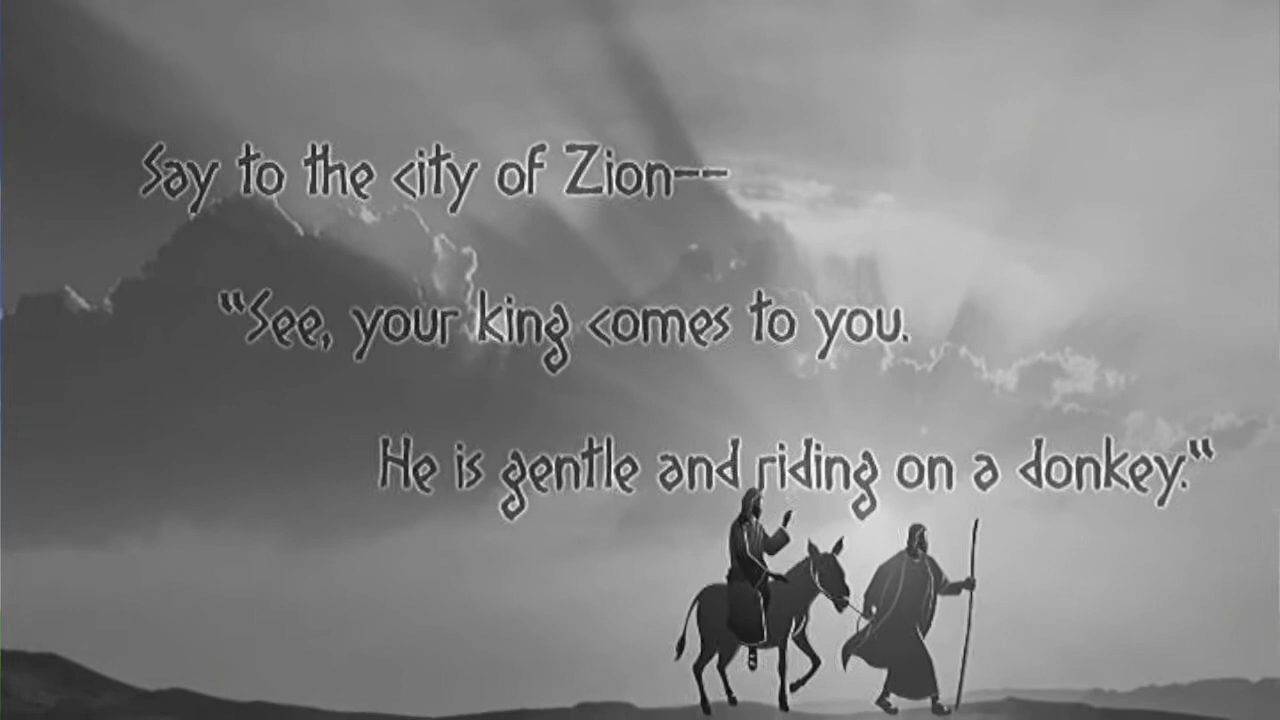 Say to the city of Zion--
"See, your king comes to you.
He is gentle and riding on a donkey."